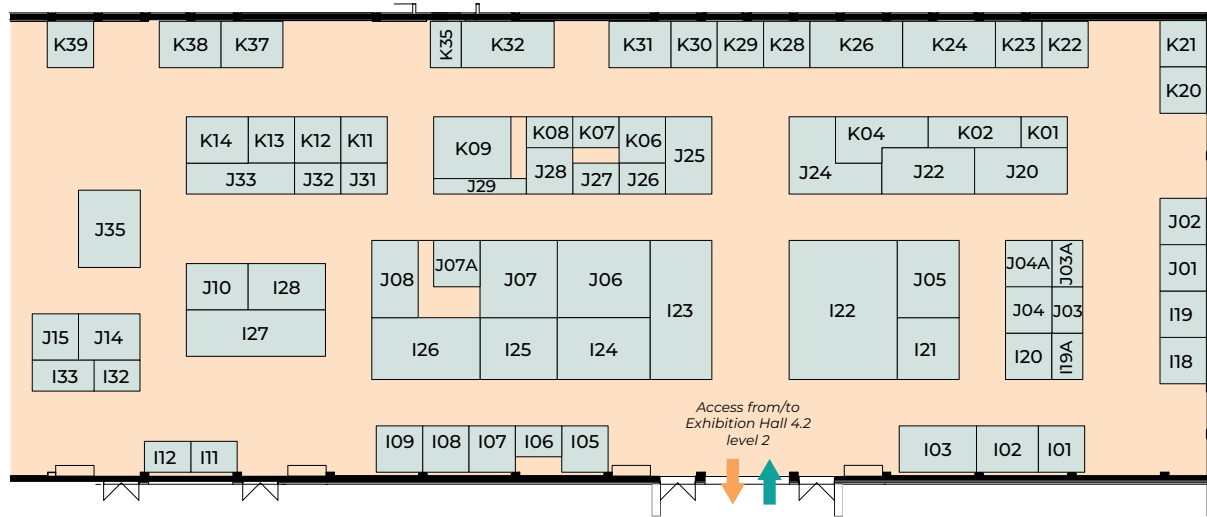 K39
K38
K37
K35
K32
K31
K30
K29
K28
K26
K24
K23
K22
K21
K20
K14
K13
K12
K11
K09
K08
K07
K06
J25
K04
K02
K01
J33
J32
J31
J29
J28
J27
J26
J24
J22
J20
J35
J02
J08
J07A
J07
J06
I23
I22
J05
J04A
J03A
J01
J10
I28
J04
J03
I19
J15
J14
I27
I26
I25
I24
I21
I20
I19A
I18
I33
I32
Access from/to
Exhibition Hall 4.2
level 2
I12
I11
I09
I08
I07
I06
I05
I03
I02
I01